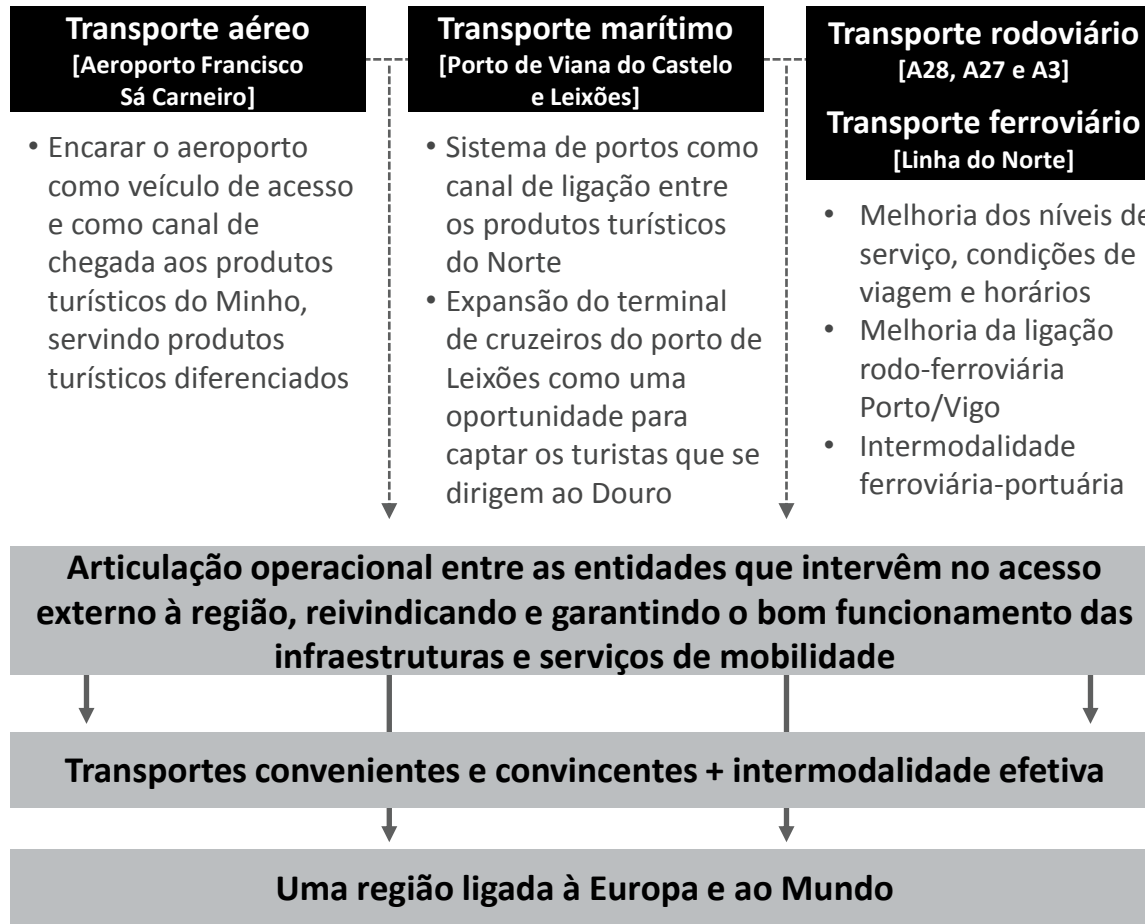 Transporte aéreo
[Aeroporto Francisco
Sá Carneiro]
• Encarar o aeroporto
como veículo de acesso
e como canal de
chegada aos produtos
turísticos do Minho,
servindo produtos
turísticos diferenciados
Transporte marítimo
[Porto de Viana do Castelo
e Leixões]
• Sistema de portos como
canal de ligação entre
os produtos turísticos
do Norte
• Expansão do terminal
de cruzeiros do porto de
Leixões como uma
oportunidade para
captar os turistas que se
dirigem ao Douro
Transporte rodoviário
[A28, A27 e A3]
Transporte ferroviário
[Linha do Norte]
• Melhoria dos níveis de
serviço, condições de
viagem e horários
• Melhoria da ligação
rodo-ferroviária
Porto/Vigo
• Intermodalidade
ferroviária-portuária
Articulação operacional entre as entidades que intervêm no acesso
externo à região, reivindicando e garantindo o bom funcionamento das
infraestruturas e serviços de mobilidade
Transportes convenientes e convincentes + intermodalidade efetiva
Uma região ligada à Europa e ao Mundo